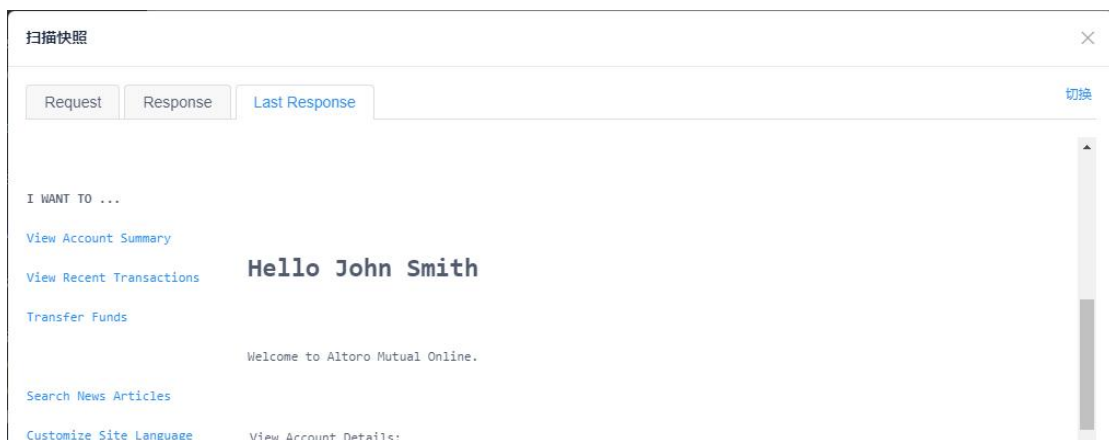 扫描快照
Request Response Last Response 切换
I WANT TO ...
View Account Summary
Hello John Smith
View Recent Transactions
Transfer Funds
Welcome to Altoro Mutual Online.
Search News Articles
Customize Site Language
View Account Details: